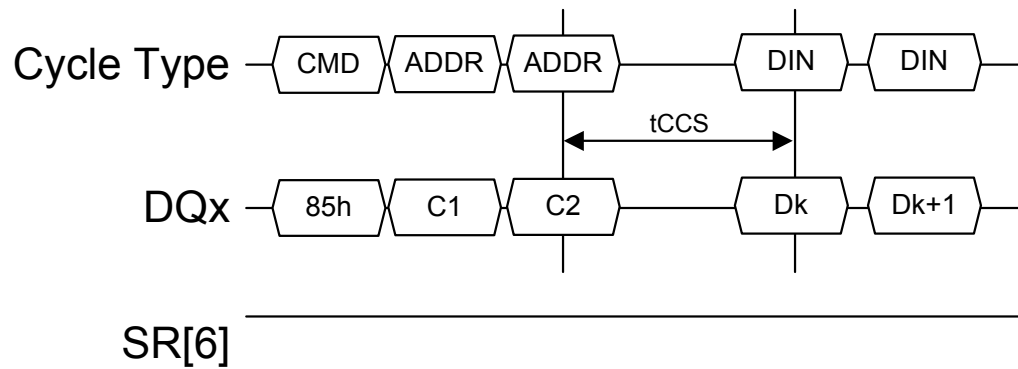 Cycle Type CMD ADDR ADDR DIN DIN
tCCS
DQx 85h C1 C2 Dk Dk+1
SR[6]